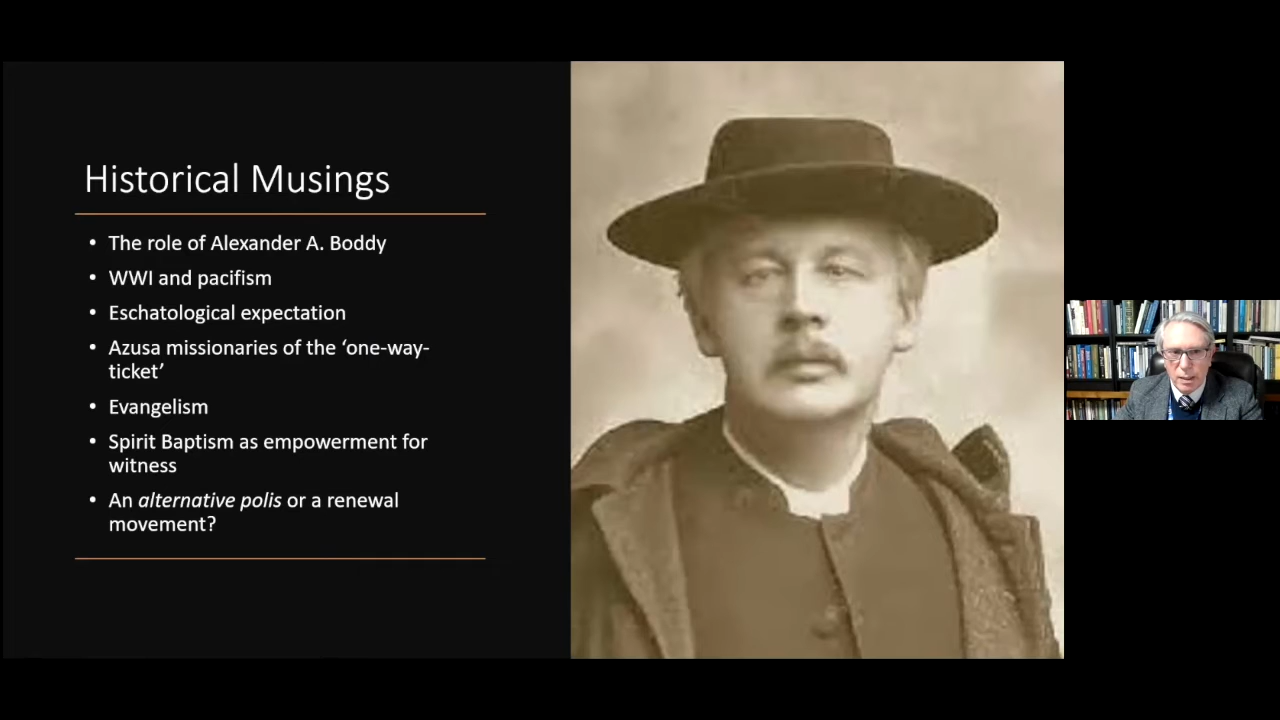 Historical Musings
• The role of Alexander A. Boddy
• WWI and pacifism
• Eschatological expectation
• Azusa missionaries of the ‘one-way-
ticket’
• Evangelism
• Spirit Baptism as empowerment for
witness
• An alternative polis or a renewal
movement?